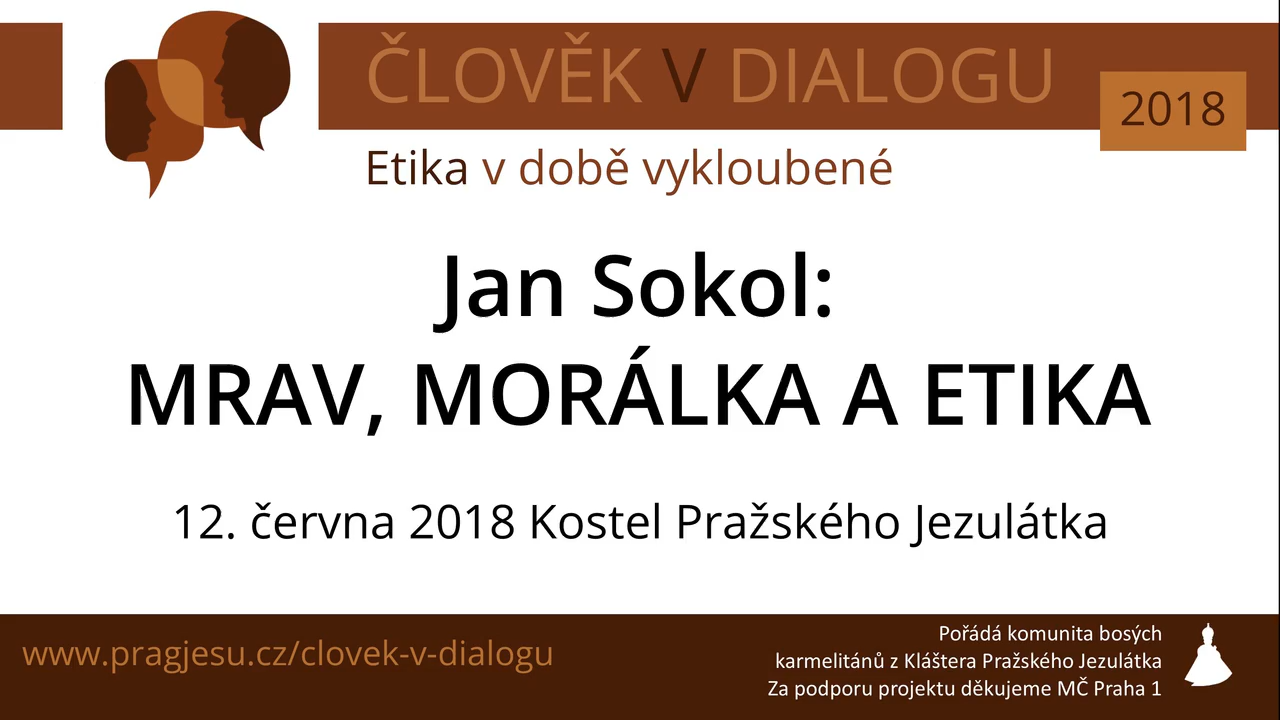 ČLOVĚK V DIALOGU
2018
Etika v době vykloubené
Jan Sokol:
MRAV, MORÁLKA A ETIKA
12. června 2018 Kostel Pražského Jezulátka
www.pragjesu.cz/clovek-v-dialogu
Pořádá komunita bosých
karmelitánů z Kláštera Pražského Jezulátka
Za podporu projektu děkujeme MČ Praha 1